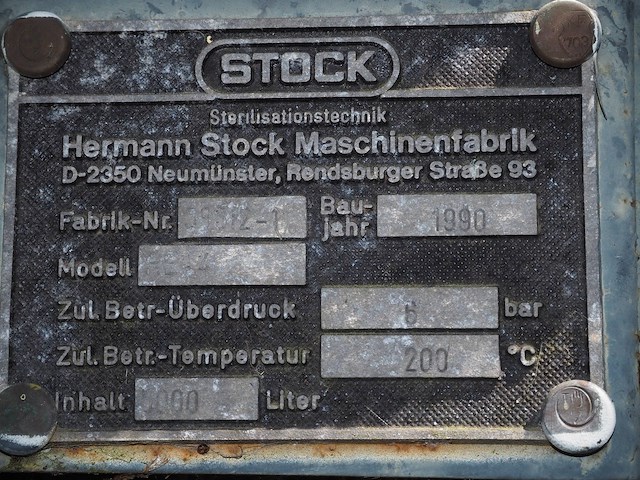 STOCK
Sterilisationstechnik
Hermann Stock Maschinenfabrik
D-2350 Neumünster, Rendsburger Straße 93
Fabrik-Nr. Bau-jahr 1990
Modell
Zul. Betr-Überdruck 6 bar
Zul. Betr.-Temperatur 200 °C
Inhalt Liter